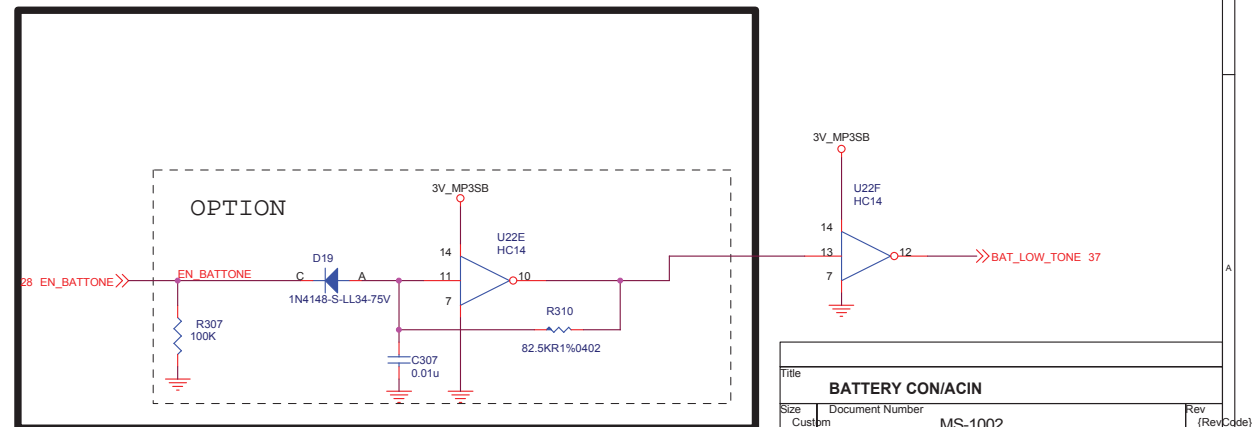 3V_MP3SB
U22F
HC14
14
13
12
7
BAT_LOW_TONE 37
A
OPTION
3V_MP3SB
U22E
HC14
14
11
10
7
D19
C
A
1N4148-S-LL34-75V
28 EN_BATTONE
EN_BATTONE
R307
100K
R310
82.5KR1%0402
C307
0.01u
Title
BATTERY CON/ACIN
Size
Document Number
Rev
Custom
MS-1002
{RevCode}